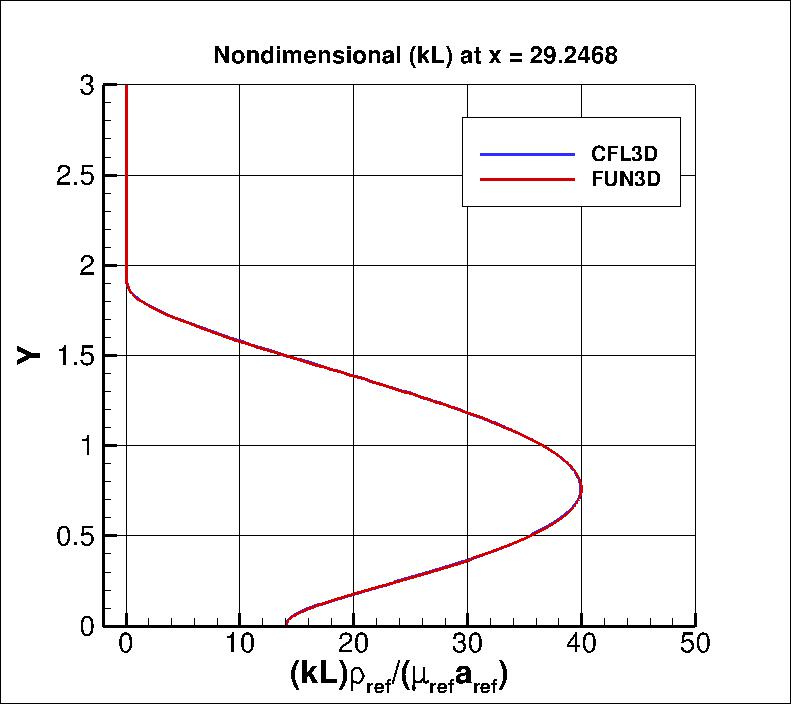 Nondimensional (kL) at x = 29.2468
CFL3D
FUN3D
3
2.5
2
1.5
1
0.5
0
Y
0 10 20 30 40 50
(kL)ρref/(μrefaref)